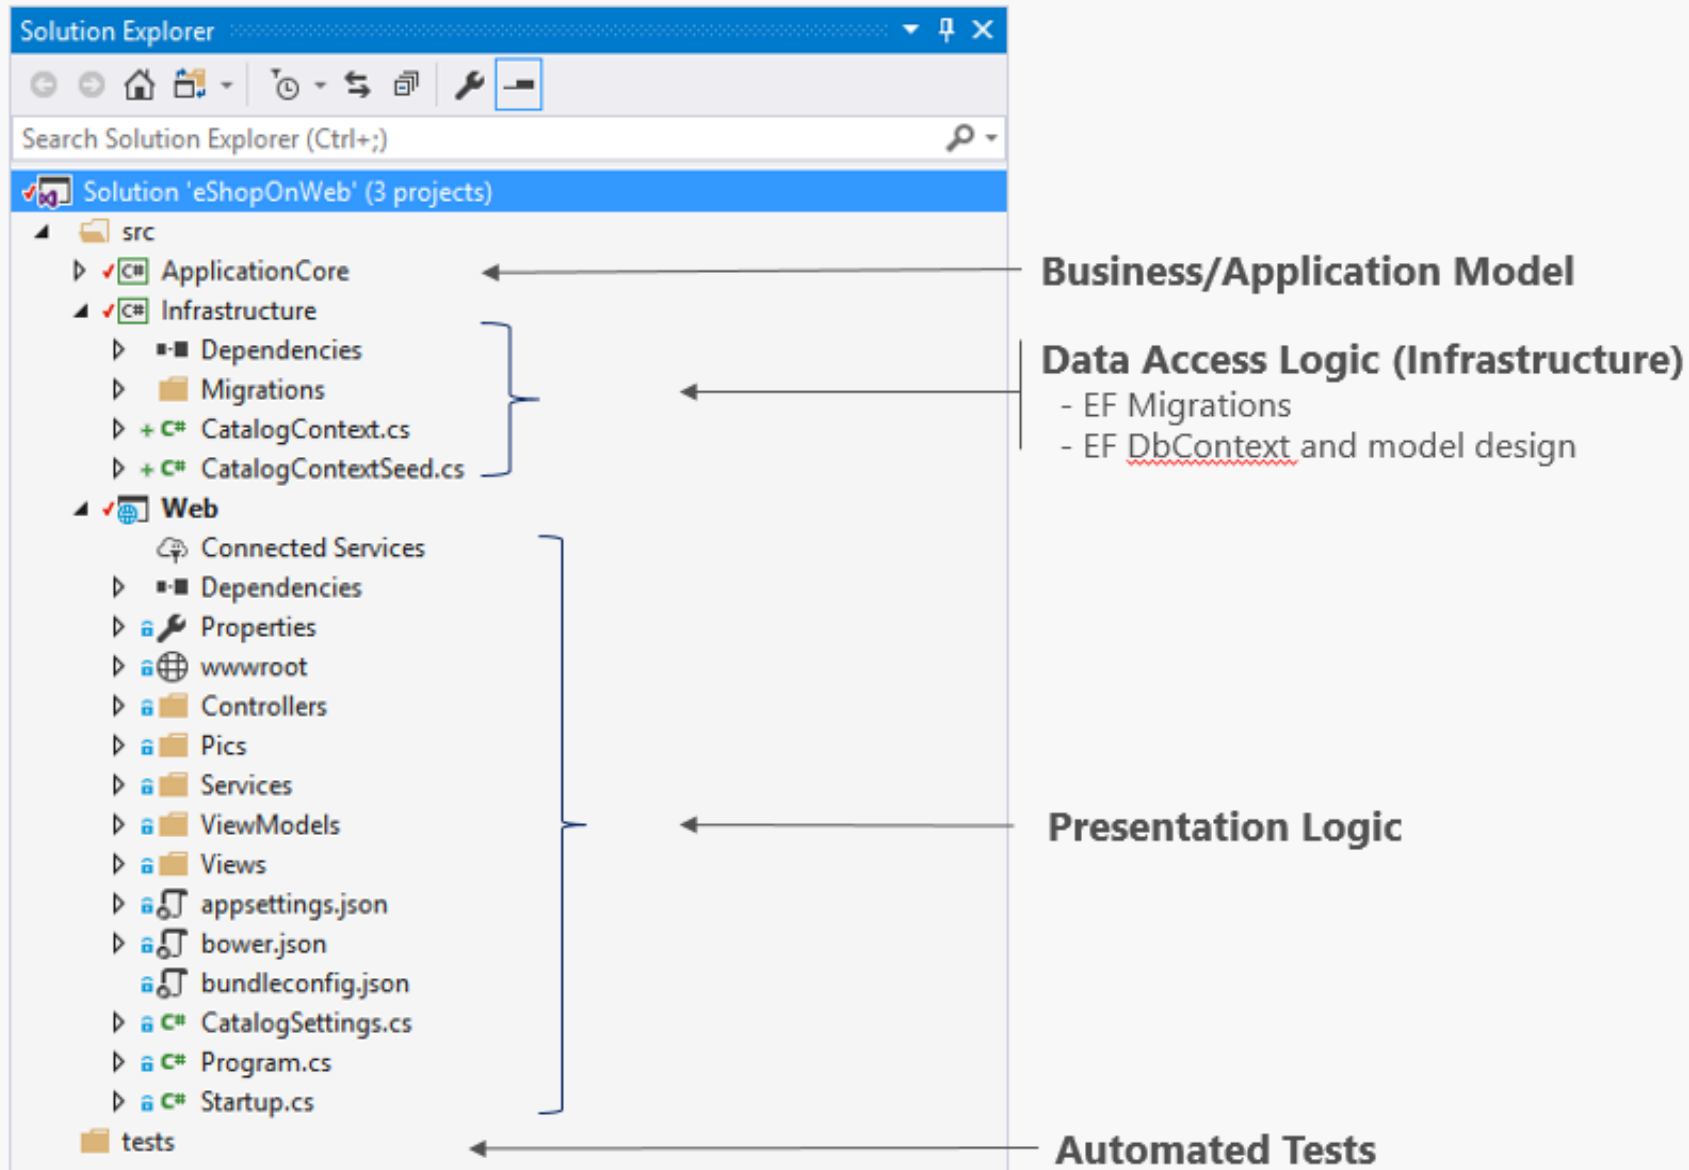 Solution Explorer
Search Solution Explorer (Ctrl+;)
Solution 'eShopOnWeb' (3 projects)
src
C# ApplicationCore
Business/Application Model
C# Infrastructure
Dependencies
Data Access Logic (Infrastructure)
Migrations
- EF Migrations
C# CatalogContext.cs
- EF DbContext and model design
C# CatalogContextSeed.cs
Web
Connected Services
Dependencies
Properties
wwwroot
Controllers
Pics
Services
ViewModels
Presentation Logic
Views
appsettings.json
bower.json
bundleconfig.json
C# CatalogSettings.cs
C# Program.cs
C# Startup.cs
tests
Automated Tests